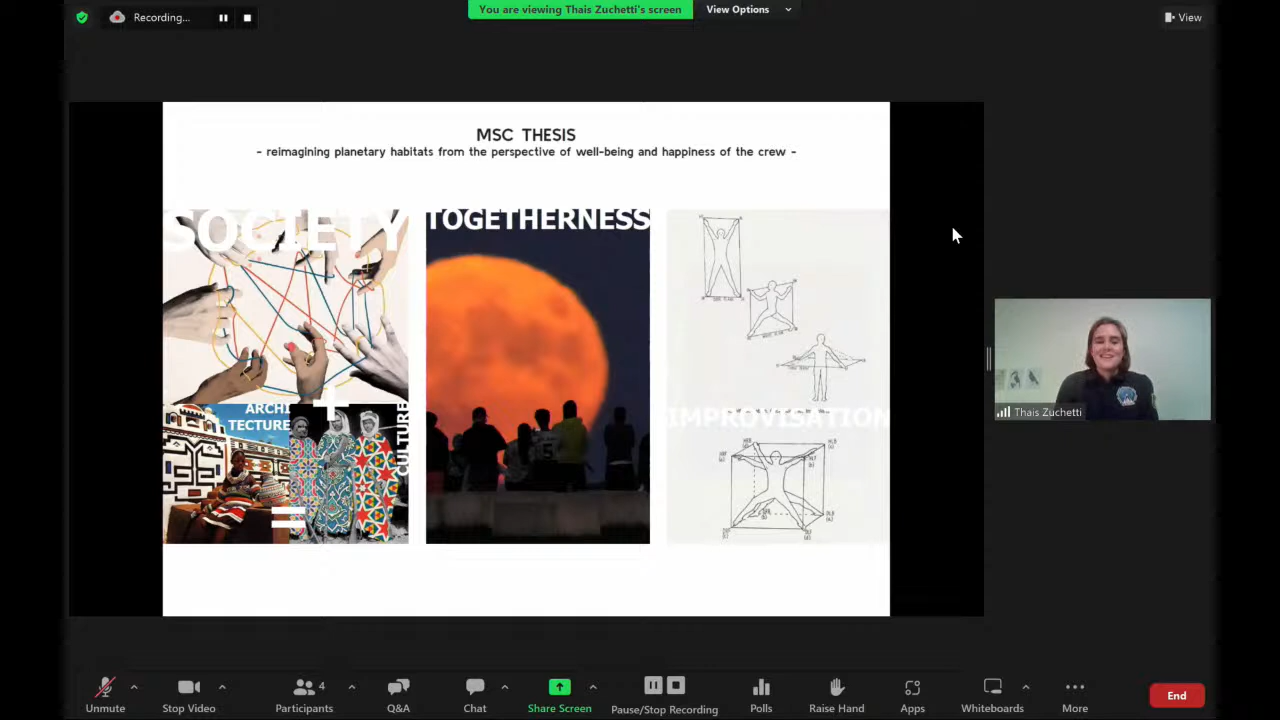 Recording...
You are viewing Thais Zuchetti's screen
View Options
View
MSC THESIS
- reimagining planetary habitats from the perspective of well-being and happiness of the crew -
SOCIETY
+
ARCHI
TECTURE
CULTURE
=
TOGETHERNESS
5
IMPROVISATION
Thais Zuchetti
Unmute
Stop Video
4
Participants
Q&A
Chat
Share Screen
Pause/Stop Recording
Polls
Raise Hand
Apps
Whiteboards
More
End